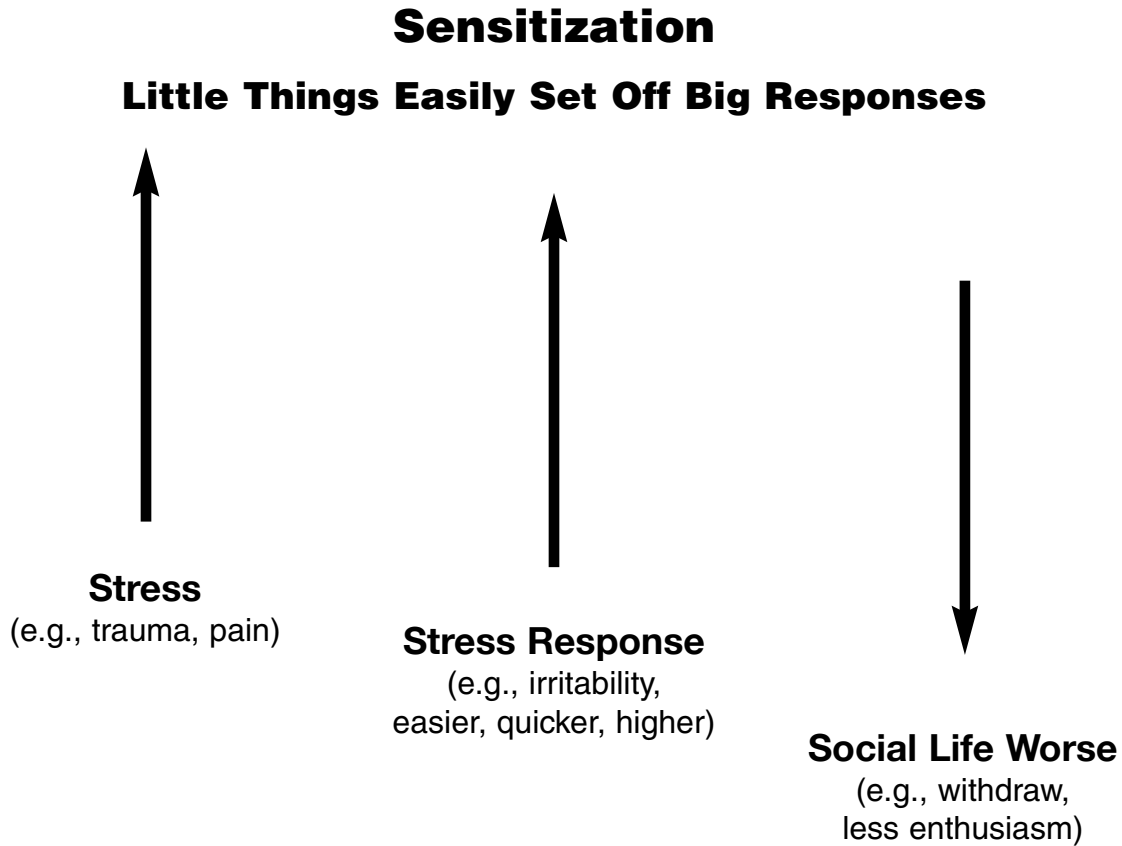 Sensitization
Little Things Easily Set Off Big Responses
Stress
(e.g., trauma, pain)
Stress Response
(e.g., irritability,
easier, quicker, higher)
Social Life Worse
(e.g., withdraw,
less enthusiasm)